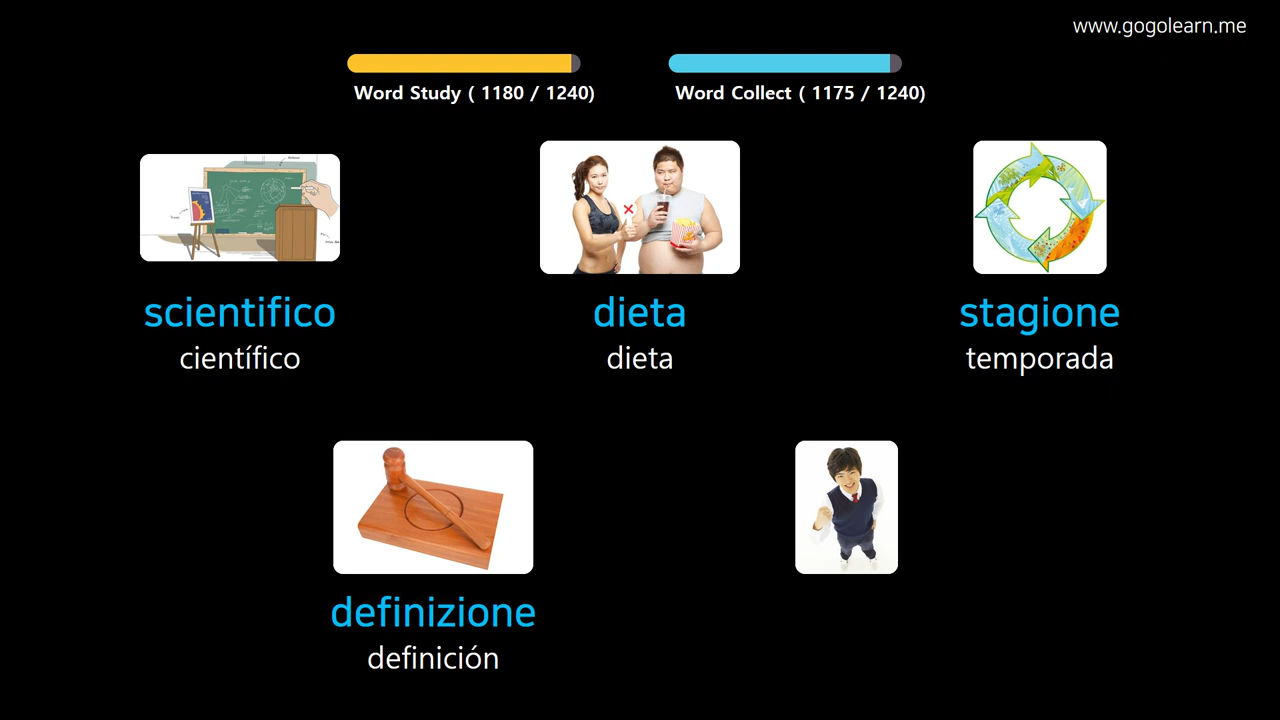 www.gogolearn.me
Word Study ( 1180 / 1240)
Word Collect ( 1175 / 1240)
scientifico
dieta
stagione
científico
dieta
temporada
definizione
definición